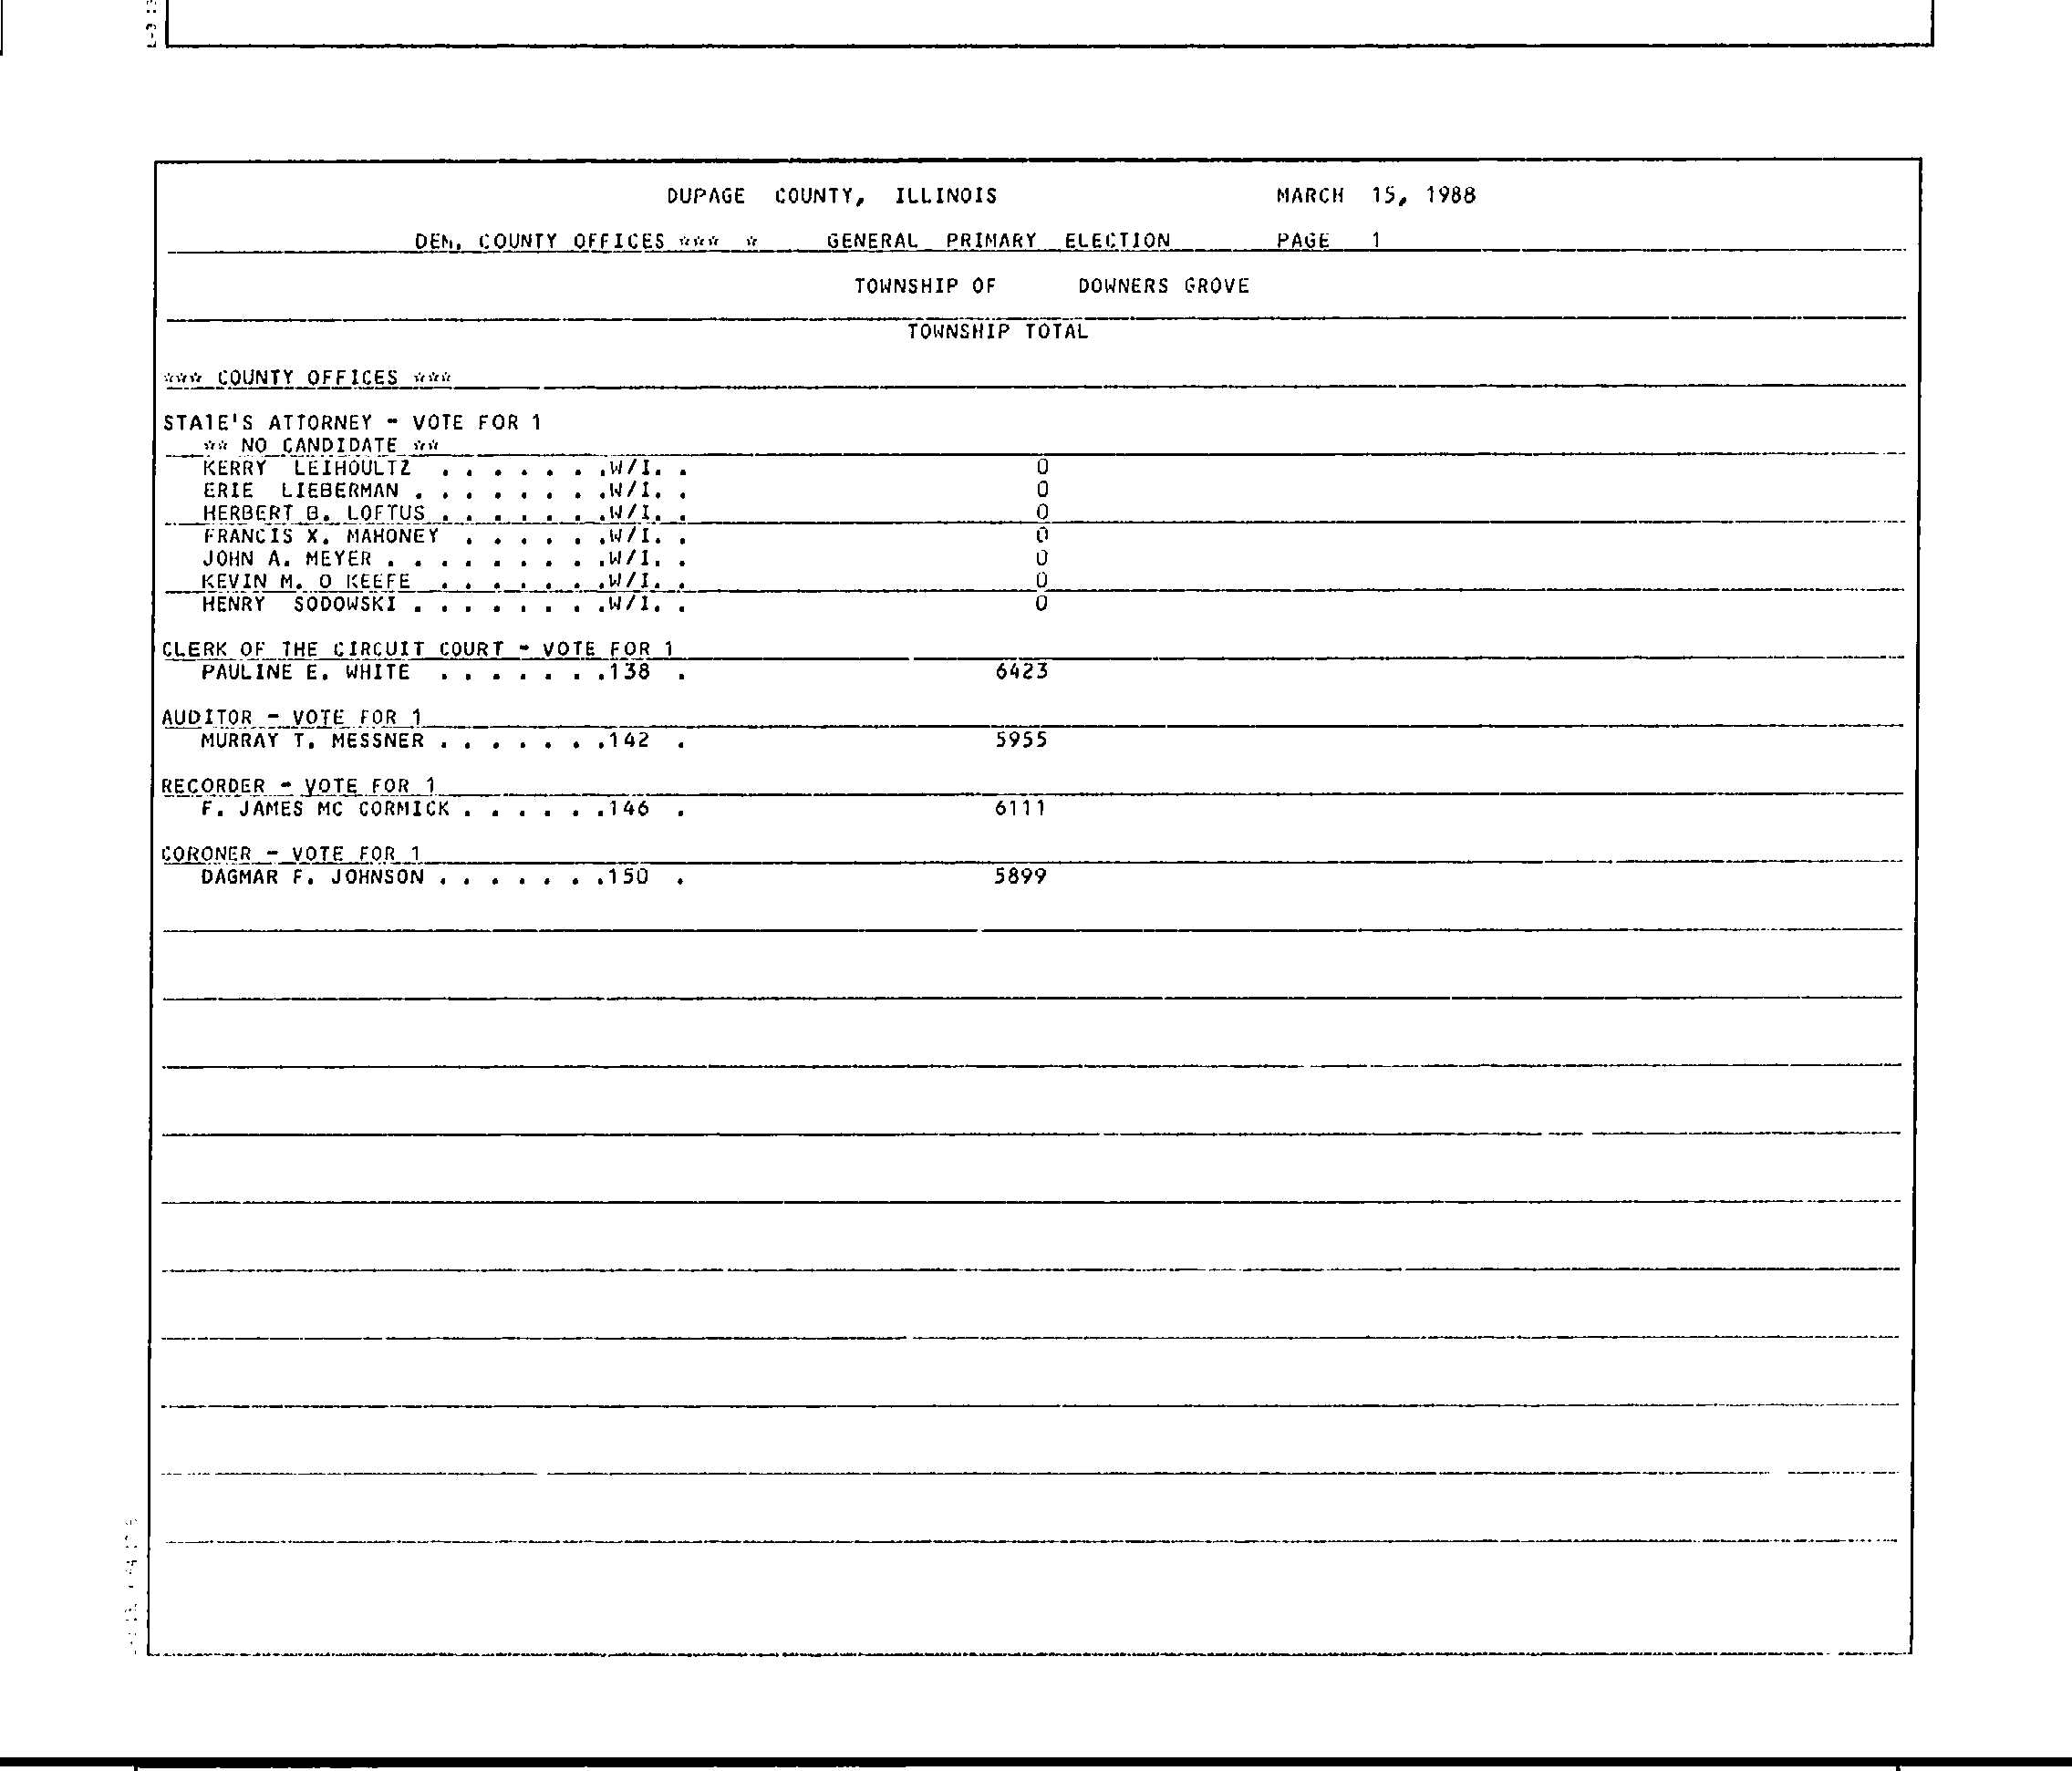 DUPAGE COUNTY, ILLINOIS MARCH 15, 1988
DEM. COUNTY OFFICES *** * GENERAL PRIMARY ELECTION PAGE 1
TOWNSHIP OF DOWNERS GROVE
TOWNSHIP TOTAL
*** COUNTY OFFICES ***
STATE'S ATTORNEY - VOTE FOR 1
** NO CANDIDATE **
KERRY LEIHOULTZ . . . . . . .W/I. . 0
ERIE LIEBERMAN . . . . . . . .W/I. . 0
HERBERT B. LOFTUS . . . . . . .W/I. . 0
FRANCIS X. MAHONEY . . . . . .W/I. . 0
JOHN A. MEYER . . . . . . . . .W/I. . 0
KEVIN M. O KEEFE . . . . . . .W/I. . 0
HENRY SODOWSKI . . . . . . . .W/I. . 0
CLERK OF THE CIRCUIT COURT - VOTE FOR 1
PAULINE E. WHITE . . . . . . .138 . 6423
AUDITOR - VOTE FOR 1
MURRAY T. MESSNER . . . . . . .142 . 5955
RECORDER - VOTE FOR 1
F. JAMES MC CORMICK . . . . . .146 . 6111
CORONER - VOTE FOR 1
DAGMAR F. JOHNSON . . . . . . .150 . 5899